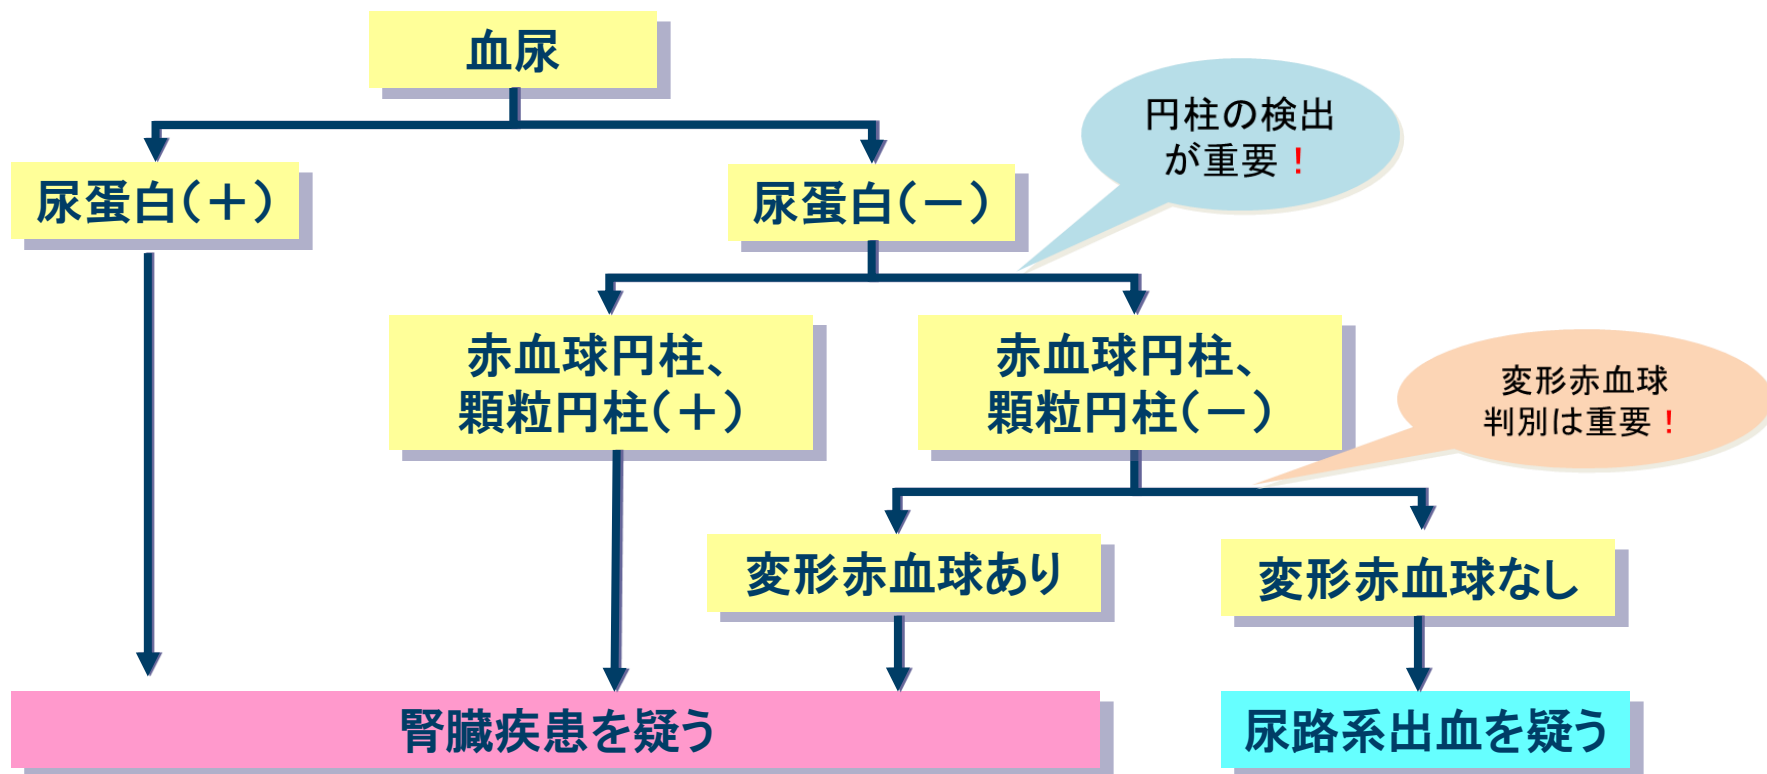 血尿
円柱の検出
が重要！
尿蛋白（＋）
尿蛋白（－）
赤血球円柱、
顆粒円柱（＋）
赤血球円柱、
顆粒円柱（－）
変形赤血球
判別は重要！
変形赤血球あり
変形赤血球なし
腎臓疾患を疑う
尿路系出血を疑う